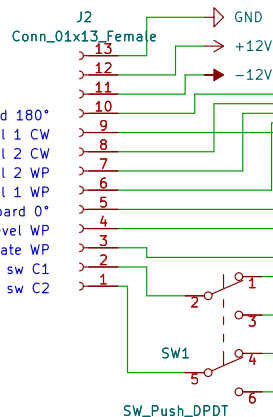 J2
Conn_01x13_Female
GND
+12V
-12V
13
12
11
d 180° 10
l 1 CW 9
l 2 CW 8
l 2 WP 7
l 1 WP 6
oard 0° 5
evel WP 4
ate WP 3
sw C1 2
sw C2 1
1
2
3
SW1
4
5
6
SW_Push_DPDT